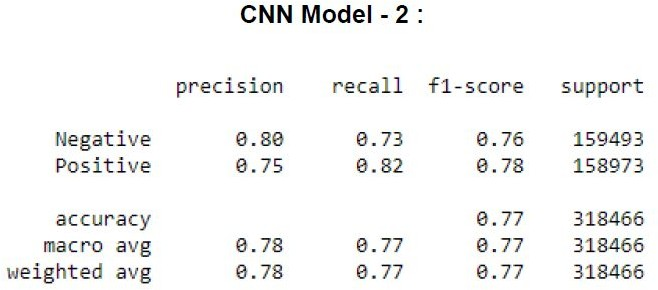 CNN Model - 2 :
precision recall f1-score support
Negative 0.80 0.73 0.76 159493
Positive 0.75 0.82 0.78 158973
accuracy 0.77 318466
macro avg 0.78 0.77 0.77 318466
weighted avg 0.78 0.77 0.77 318466